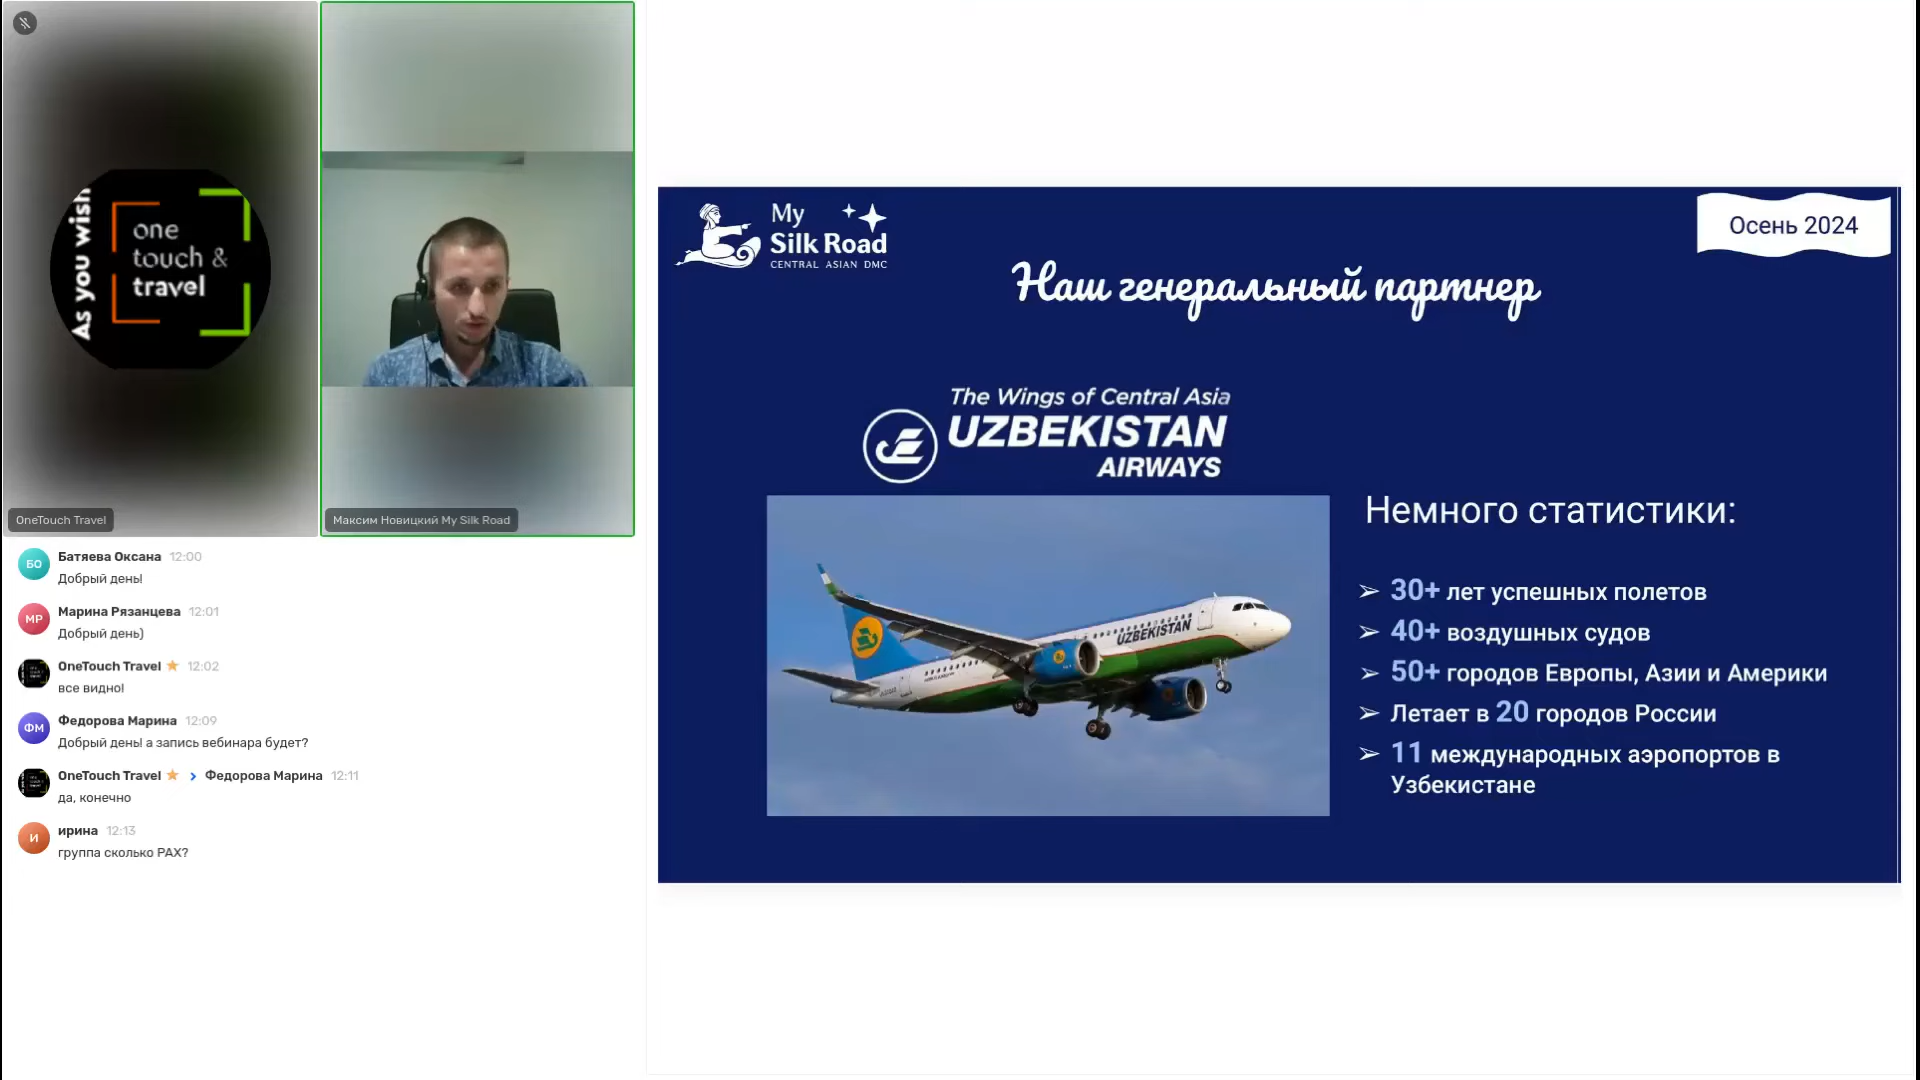 As you wish
one
touch &
travel
OneTouch Travel
Максим Новицкий My Silk Road
БО
Батяева Оксана 12:00
Добрый день!
МР
Марина Рязанцева 12:01
Добрый день)
OneTouch Travel 12:02
все видно!
ФМ
Федорова Марина 12:09
Добрый день! а запись вебинара будет?
OneTouch Travel > Федорова Марина 12:11
да, конечно
И
ирина 12:13
группа сколько PAX?
My
Silk Road
CENTRAL ASIAN DMC
Осень 2024
Наш генеральный партнер
The Wings of Central Asia
UZBEKISTAN
AIRWAYS
UZBEKISTAN
Немного статистики:
➢ 30+ лет успешных полетов
➢ 40+ воздушных судов
➢ 50+ городов Европы, Азии и Америки
➢ Летает в 20 городов России
➢ 11 международных аэропортов в
Узбекистане